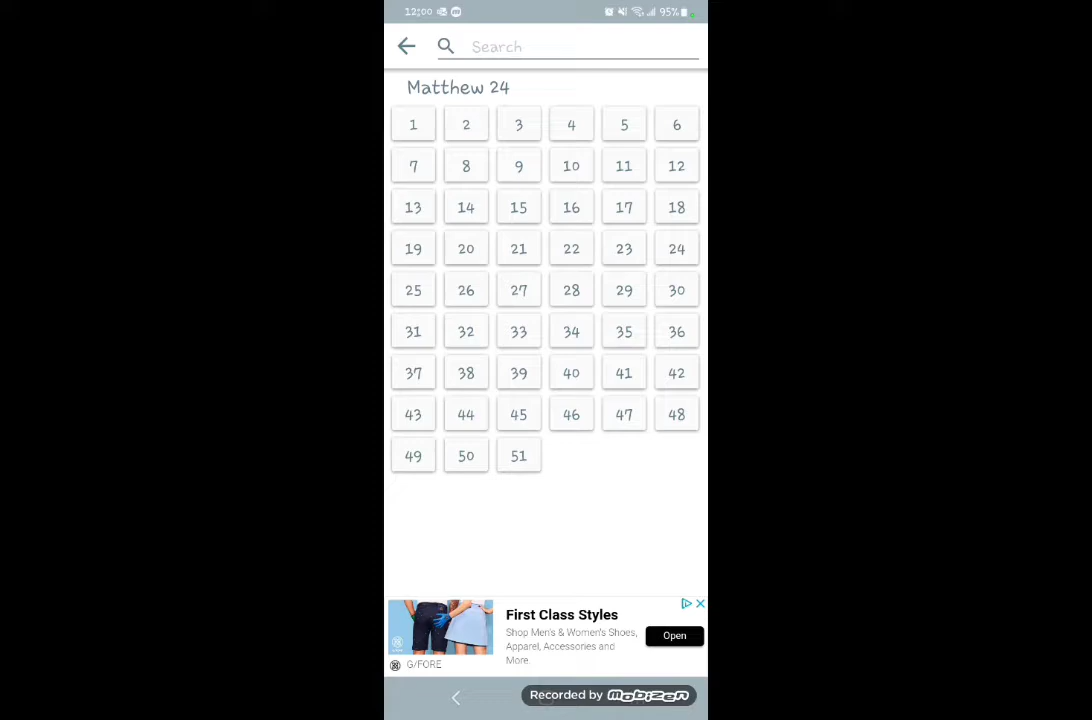 12:00 95%
Search
Matthew 24
1 2 3 4 5 6
7 8 9 10 11 12
13 14 15 16 17 18
19 20 21 22 23 24
25 26 27 28 29 30
31 32 33 34 35 36
37 38 39 40 41 42
43 44 45 46 47 48
49 50 51
First Class Styles
Shop Men's & Women's Shoes,
Apparel, Accessories and
More.
Open
G/FORE
Recorded by mobizen